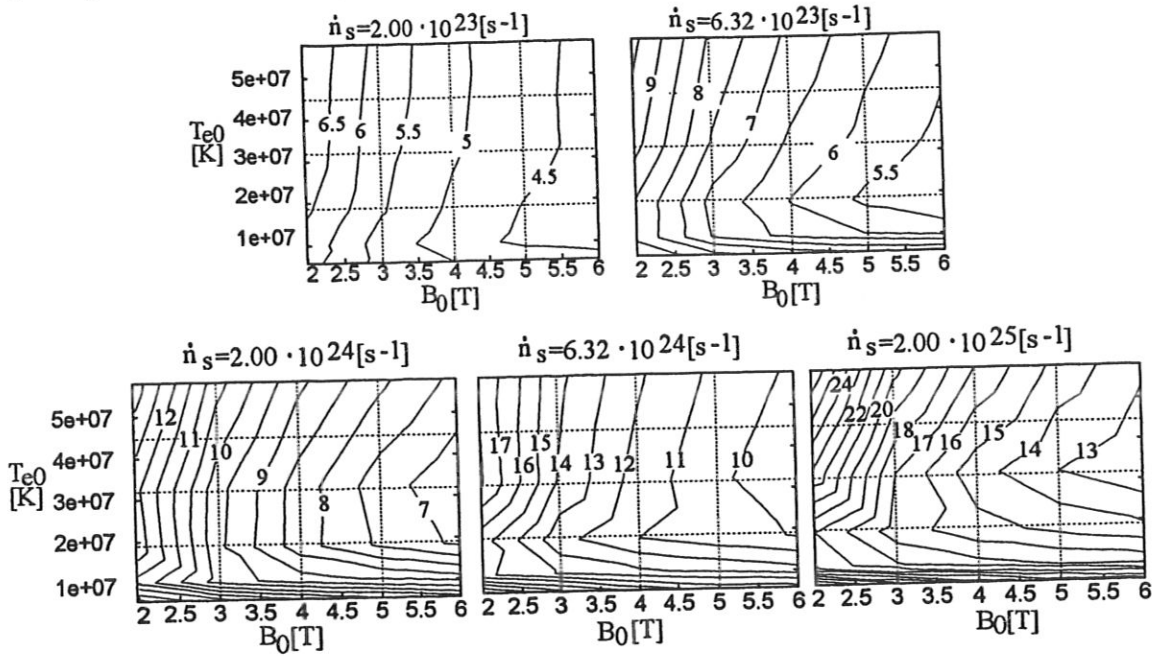 ṅs=2.00 · 10^23[s-1]
ṅs=6.32 · 10^23[s-1]
Te0
[K]
5e+07
4e+07
3e+07
2e+07
1e+07
6.5 6 5.5 5 4.5
9 8 7 6 5.5
2 2.5 3 3.5 4 4.5 5 5.5 6
B0[T]
2 2.5 3 3.5 4 4.5 5 5.5 6
B0[T]
ṅs=2.00 · 10^24[s-1]
ṅs=6.32 · 10^24[s-1]
ṅs=2.00 · 10^25[s-1]
Te0
[K]
5e+07
4e+07
3e+07
2e+07
1e+07
12 11 10 9 8 7
17 16 15 14 13 12 11 10
24 22 20 18 17 16 15 14 13
2 2.5 3 3.5 4 4.5 5 5.5 6
B0[T]
2 2.5 3 3.5 4 4.5 5 5.5 6
B0[T]
2 2.5 3 3.5 4 4.5 5 5.5 6
B0[T]